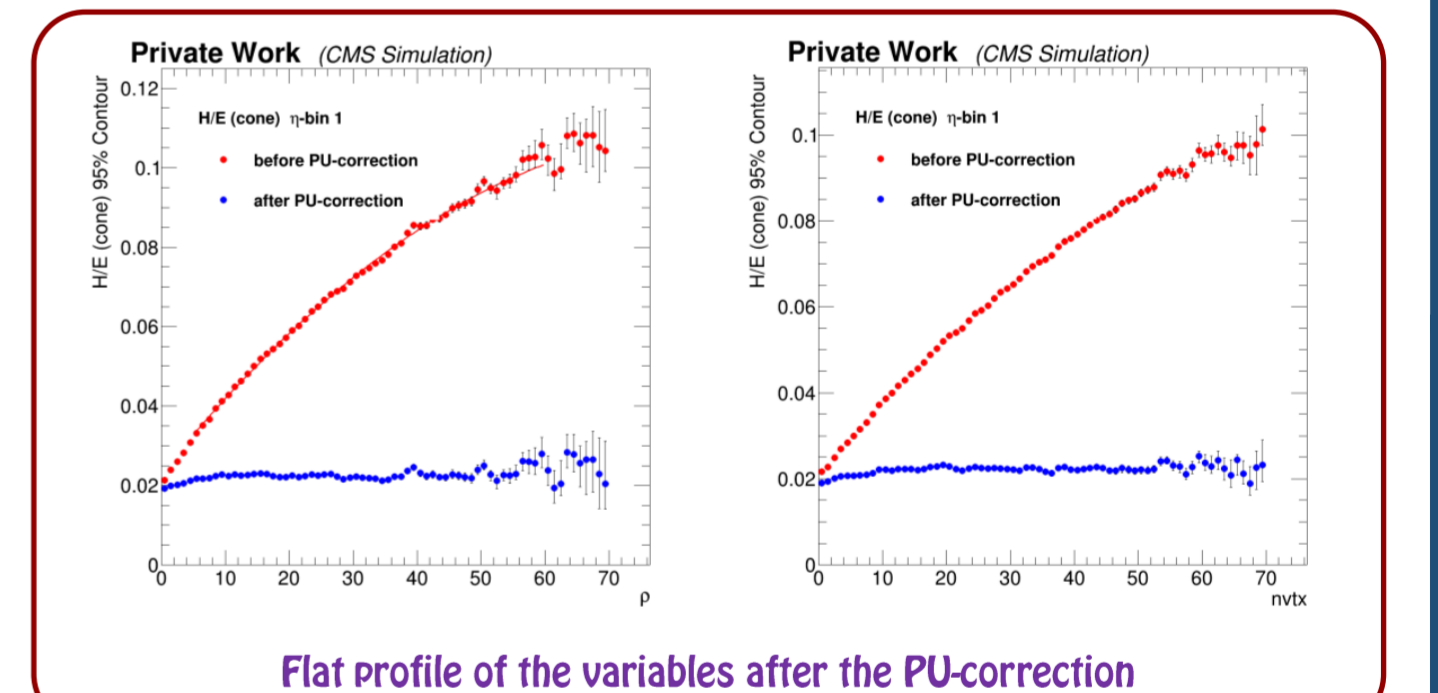 Private Work (CMS Simulation)
H/E (cone) 95% Contour
0.12
0.1
0.08
0.06
0.04
0.02
0
H/E (cone) η-bin 1
before PU-correction
after PU-correction
0 10 20 30 40 50 60 70
ρ
Private Work (CMS Simulation)
H/E (cone) 95% Contour
0.1
0.08
0.06
0.04
0.02
0
H/E (cone) η-bin 1
before PU-correction
after PU-correction
0 10 20 30 40 50 60 70
nvtx
Flat profile of the variables after the PU-correction